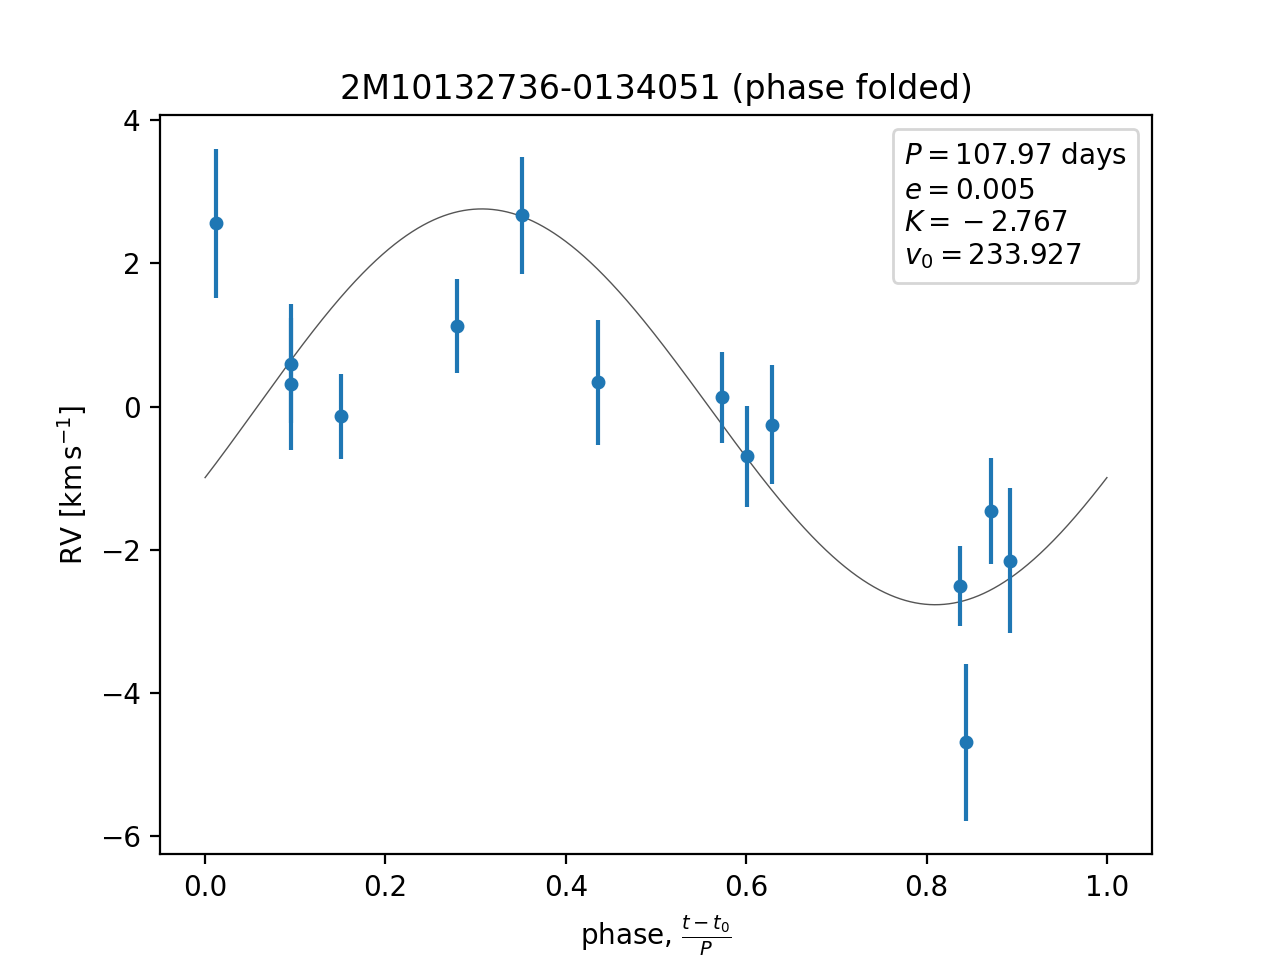 2M10132736-0134051 (phase folded)
P = 107.97 days
e = 0.005
K = −2.767
v₀ = 233.927
4
2
0
−2
−4
−6
RV [km s⁻¹]
0.0 0.2 0.4 0.6 0.8 1.0
phase, (t − t₀)/P